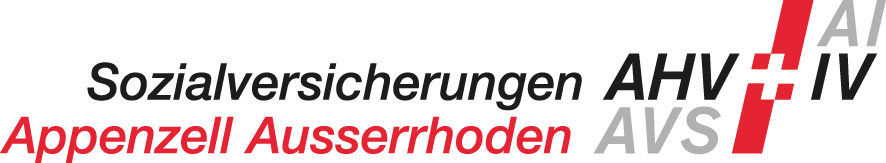 AI
Sozialversicherungen AHV+IV
Appenzell Ausserrhoden AVS